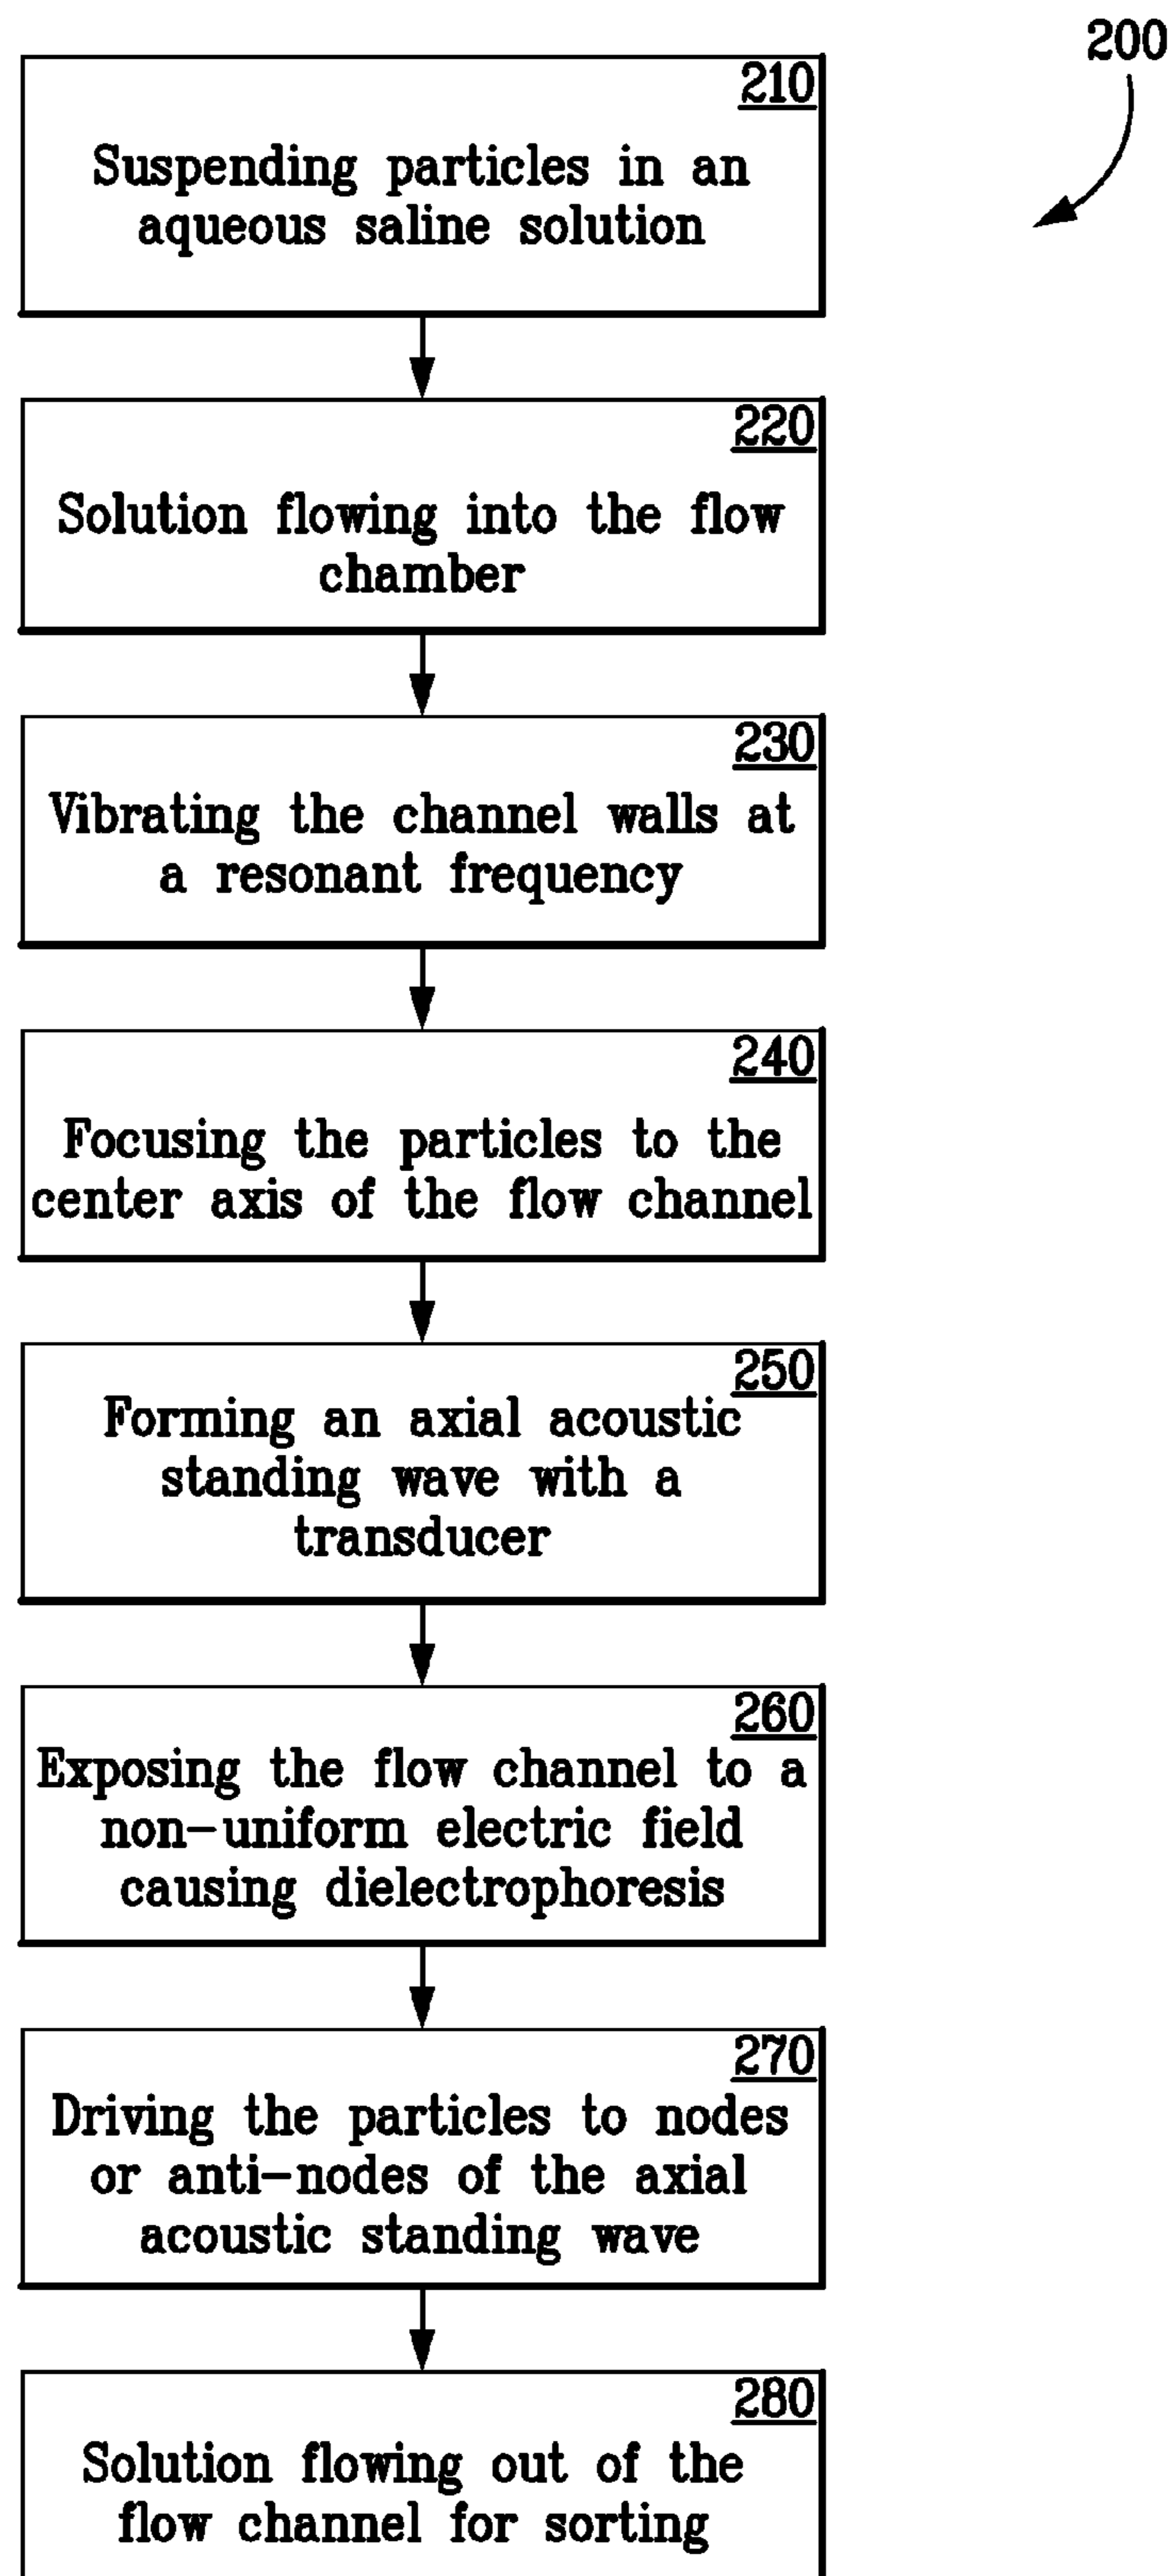 200
210
Suspending particles in an
aqueous saline solution
220
Solution flowing into the flow
chamber
230
Vibrating the channel walls at
a resonant frequency
240
Focusing the particles to the
center axis of the flow channel
250
Forming an axial acoustic
standing wave with a
transducer
260
Exposing the flow channel to a
non-uniform electric field
causing dielectrophoresis
270
Driving the particles to nodes
or anti-nodes of the axial
acoustic standing wave
280
Solution flowing out of the
flow channel for sorting